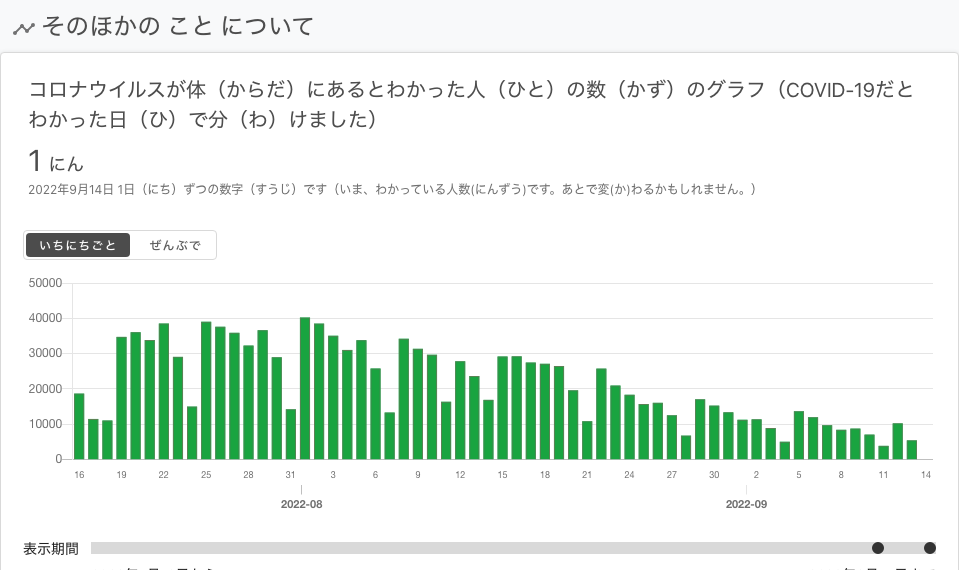 そのほかの こと について
コロナウイルスが体（からだ）にあるとわかった人（ひと）の数（かず）のグラフ（COVID-19だと
わかった日（ひ）で分（わ）けました）
1 にん
2022年9月14日 1日（にち）ずつの数字（すうじ）です（いま、わかっている人数(にんずう)です。あとで変(か)わるかもしれません。）
いちにちごと ぜんぶで
50000
40000
30000
20000
10000
0
16 19 22 25 28 31 3 6 9 12 15 18 21 24 27 30 2 5 8 11 14
2022-08 2022-09
表示期間